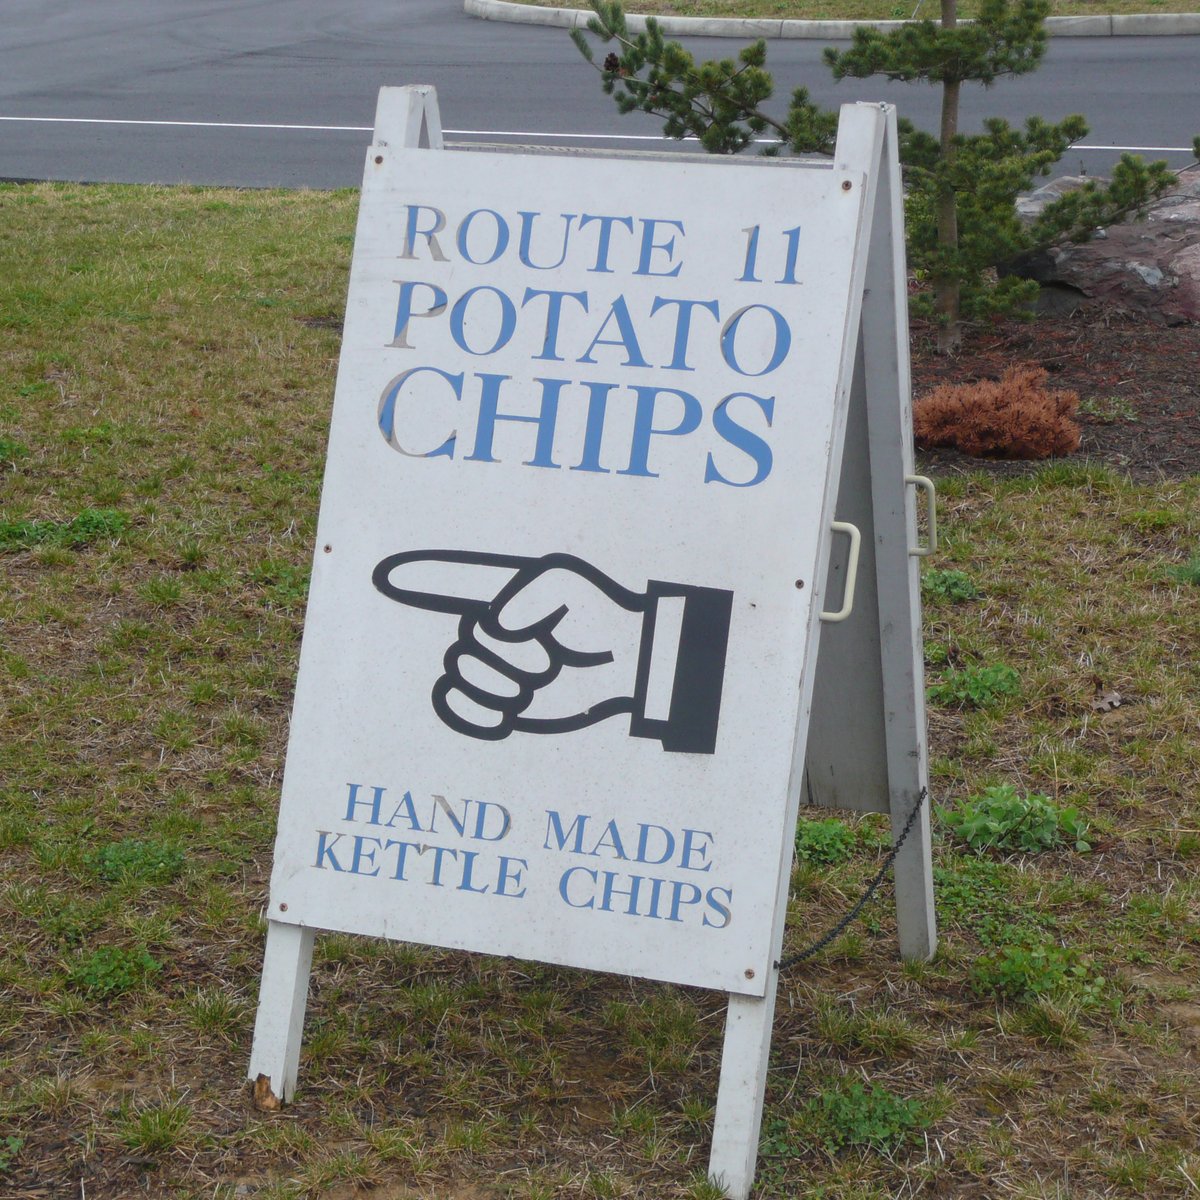 ROUTE 11
POTATO
CHIPS
HAND MADE
KETTLE CHIPS